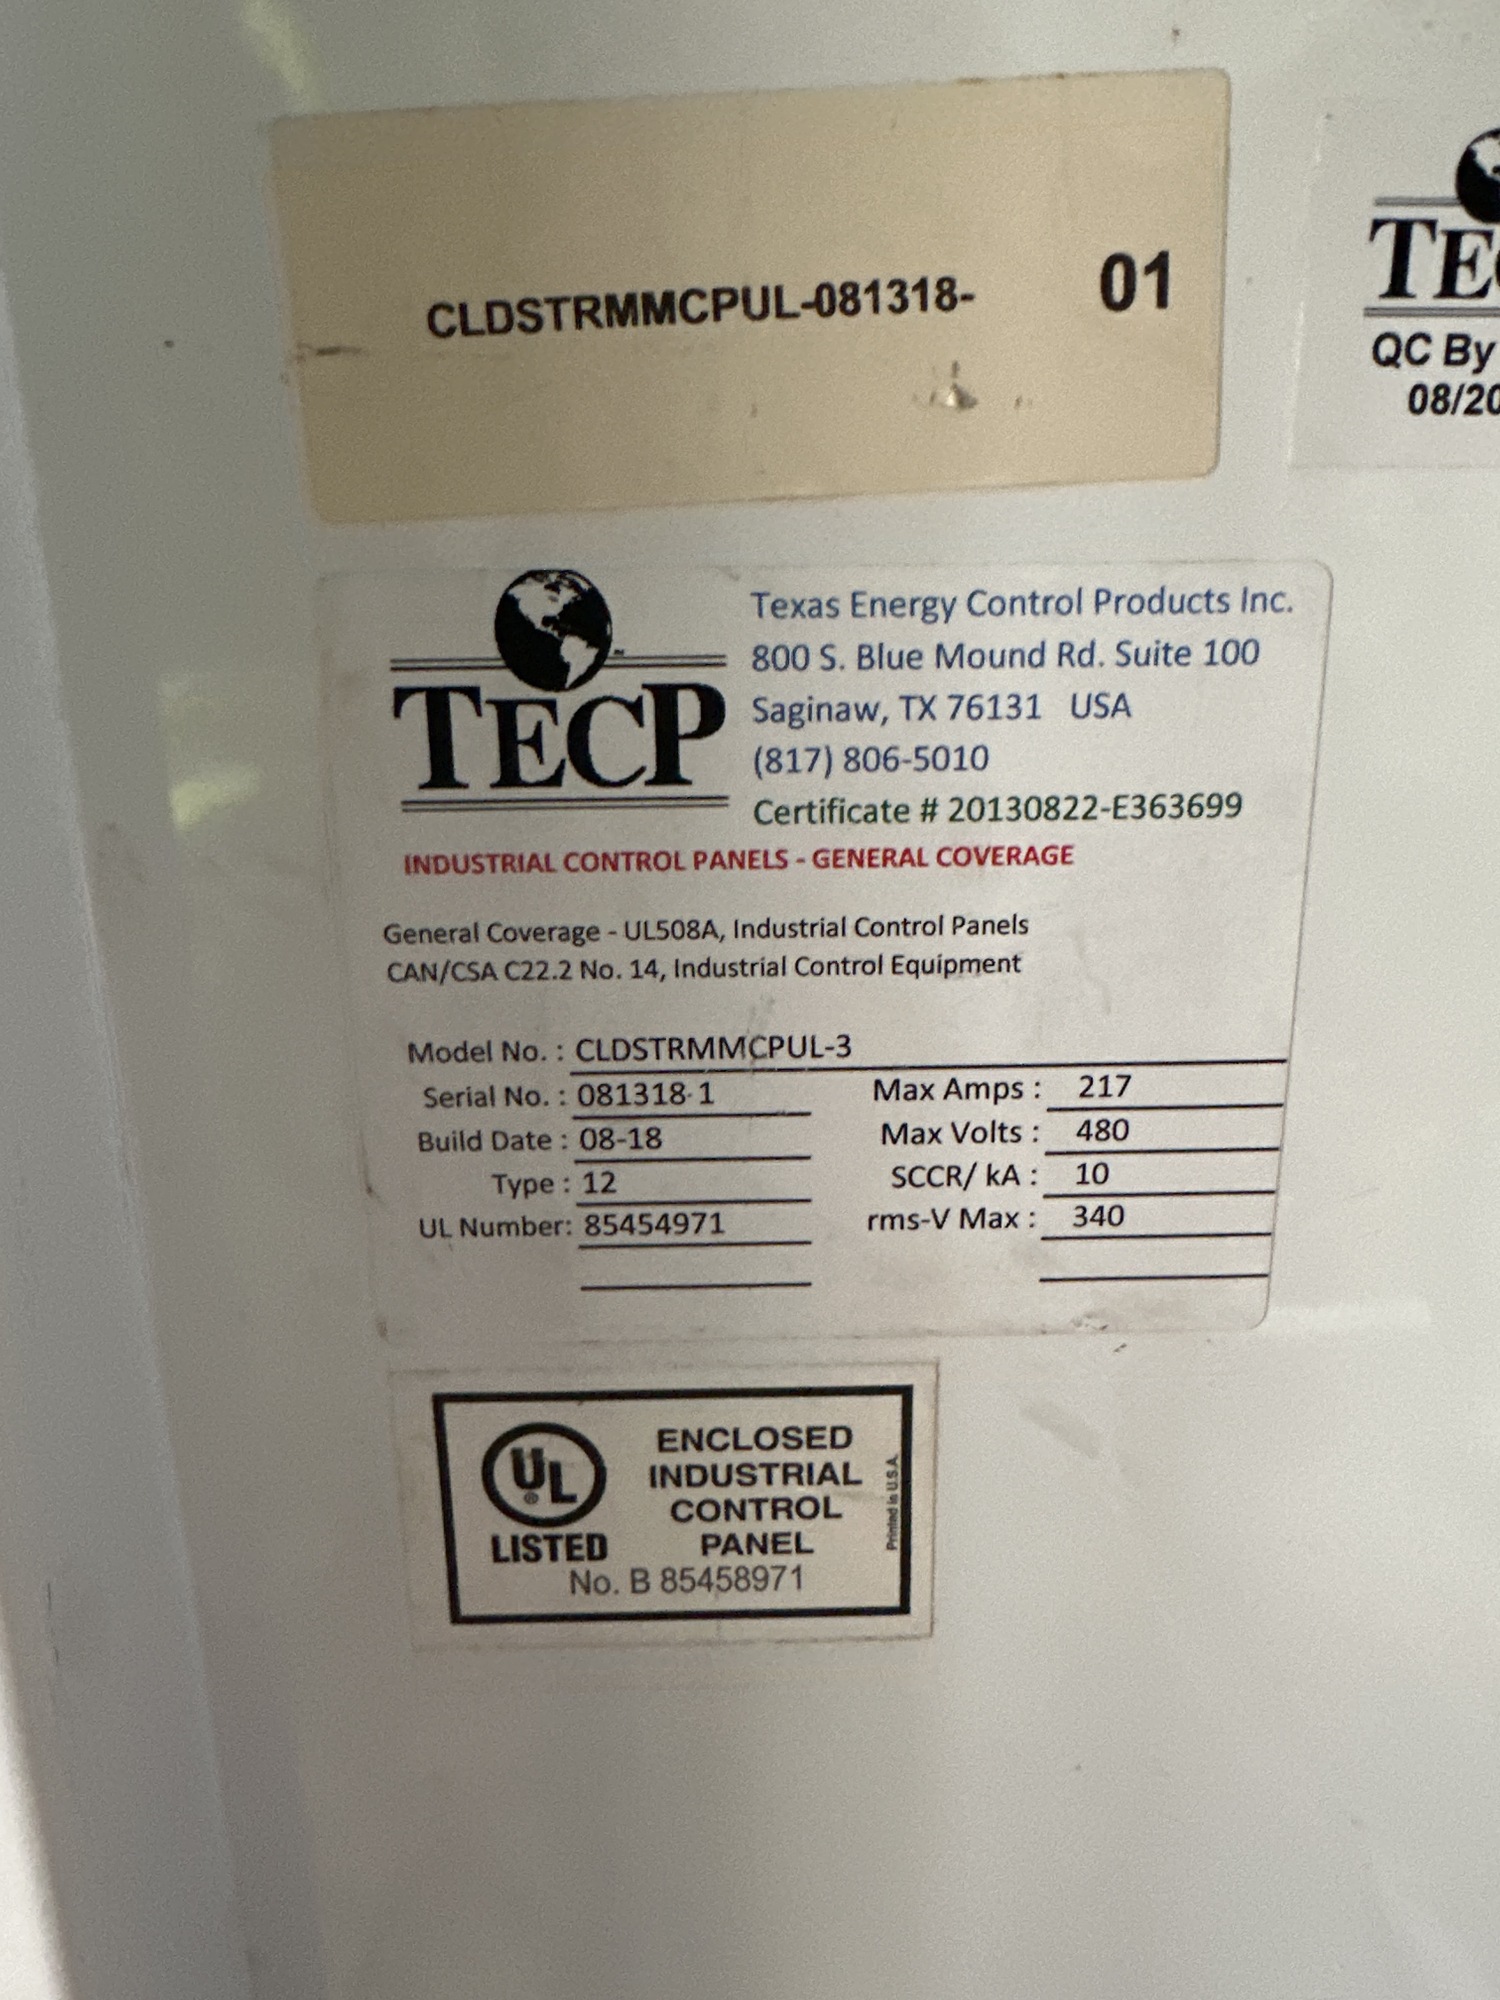 CLDSTRMMCPUL-081318- 01
QC By
08/20
TECP
Texas Energy Control Products Inc.
800 S. Blue Mound Rd. Suite 100
Saginaw, TX 76131 USA
(817) 806-5010
Certificate # 20130822-E363699
INDUSTRIAL CONTROL PANELS - GENERAL COVERAGE
General Coverage - UL508A, Industrial Control Panels
CAN/CSA C22.2 No. 14, Industrial Control Equipment
Model No. : CLDSTRMMCPUL-3
Serial No. : 081318-1 Max Amps : 217
Build Date : 08-18 Max Volts : 480
Type : 12 SCCR/ kA : 10
UL Number: 85454971 rms-V Max : 340
UL
®
LISTED
ENCLOSED
INDUSTRIAL
CONTROL
PANEL
No. B 85458971
Printed in U.S.A.